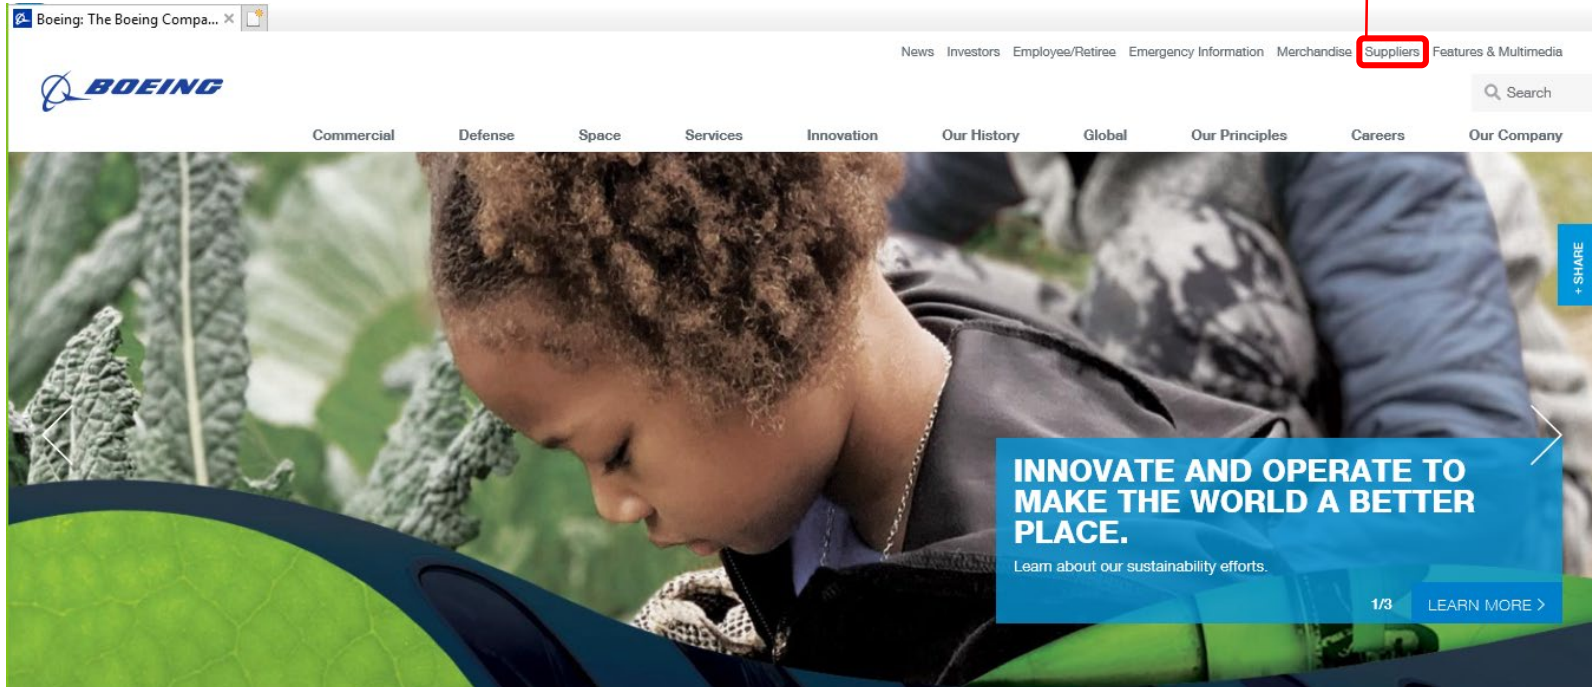 Boeing: The Boeing Compa...
News Investors Employee/Retiree Emergency Information Merchandise Suppliers Features & Multimedia
BOEING
Search
Commercial Defense Space Services Innovation Our History Global Our Principles Careers Our Company
+ SHARE
INNOVATE AND OPERATE TO
MAKE THE WORLD A BETTER
PLACE.
Learn about our sustainability efforts.
1/3 LEARN MORE >